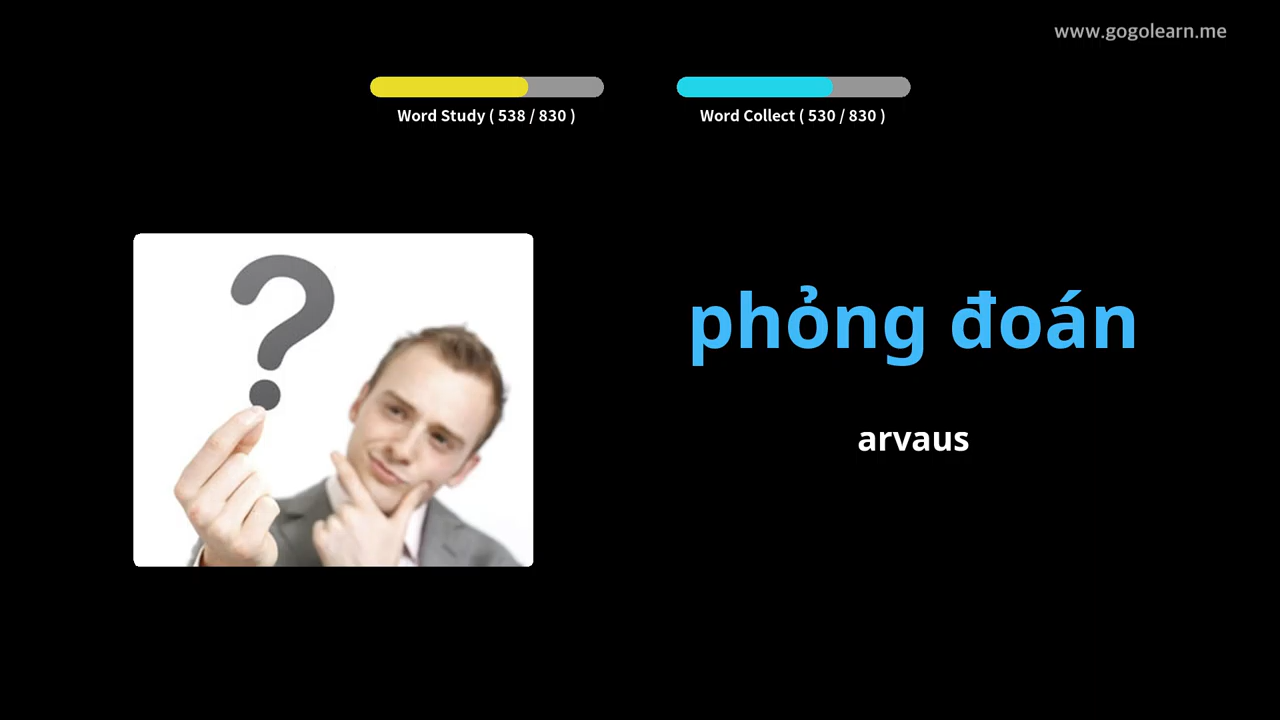 www.gogolearn.me
Word Study ( 538 / 830 )
Word Collect ( 530 / 830 )
?
phỏng đoán
arvaus